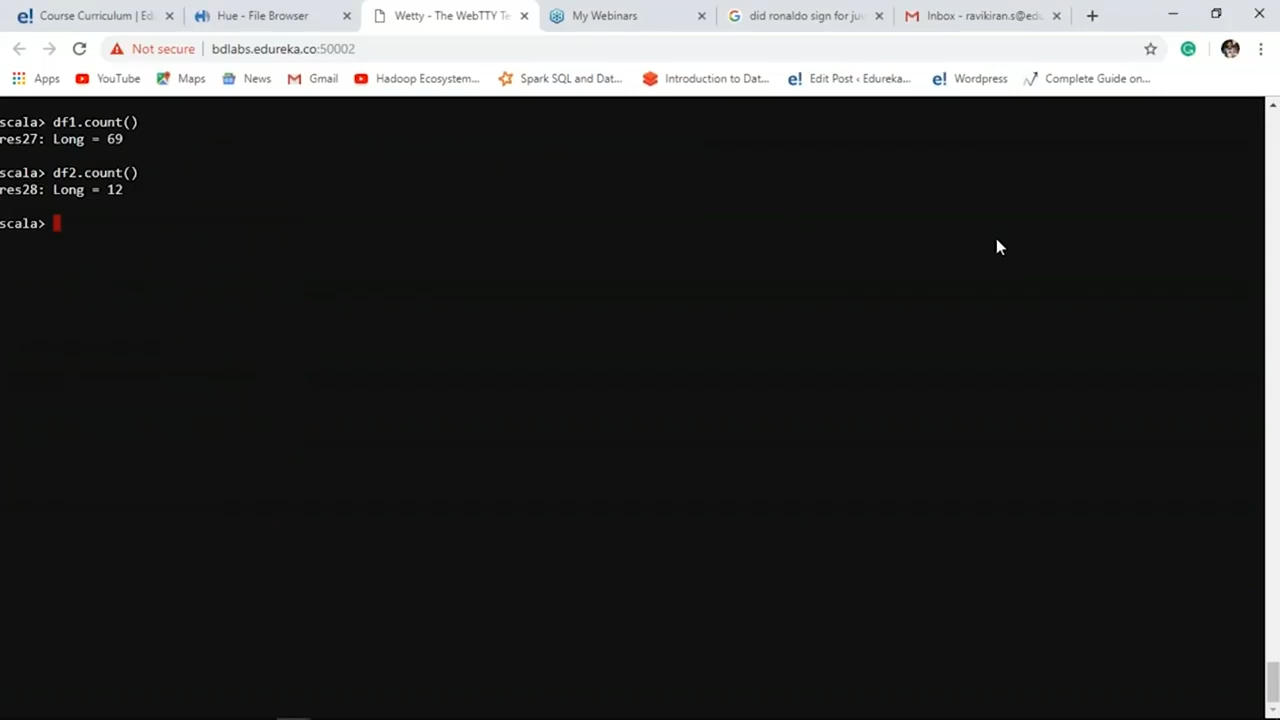 Course Curriculum | Ed
Hue - File Browser
Wetty - The WebTTY Te
My Webinars
did ronaldo sign for ju
Inbox - ravikiran.s@edu
Not secure
bdlabs.edureka.co:50002
Apps
YouTube
Maps
News
Gmail
Hadoop Ecosystem...
Spark SQL and Dat...
Introduction to Dat...
Edit Post ‹ Edureka...
Wordpress
Complete Guide on...
scala> df1.count()
res27: Long = 69
scala> df2.count()
res28: Long = 12
scala>